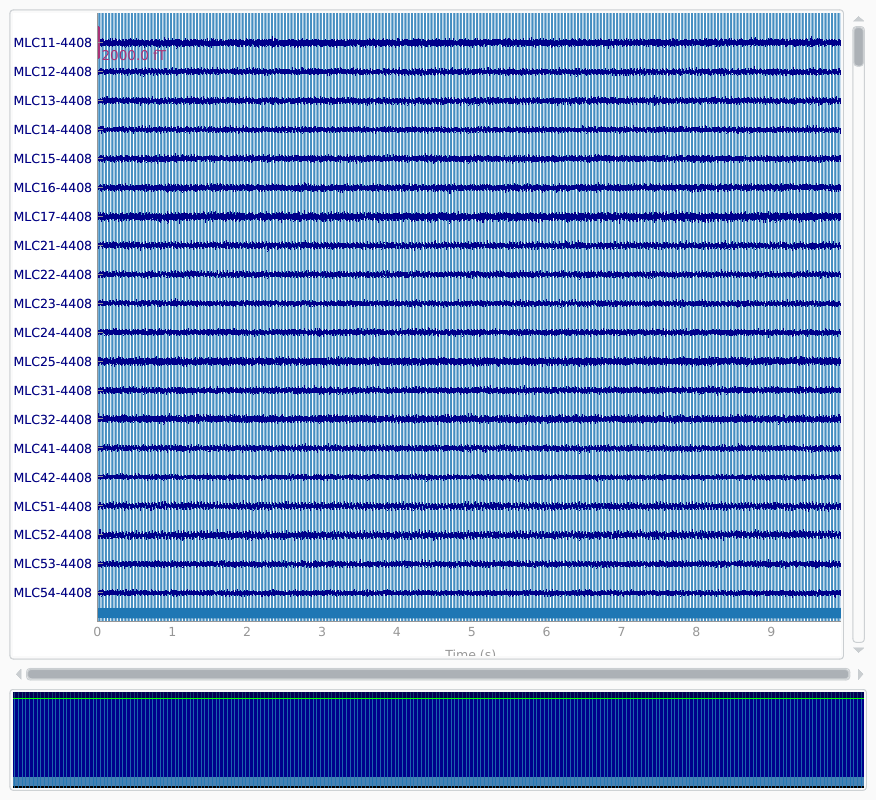 MLC11-4408
2000.0 fT
MLC12-4408
MLC13-4408
MLC14-4408
MLC15-4408
MLC16-4408
MLC17-4408
MLC21-4408
MLC22-4408
MLC23-4408
MLC24-4408
MLC25-4408
MLC31-4408
MLC32-4408
MLC41-4408
MLC42-4408
MLC51-4408
MLC52-4408
MLC53-4408
MLC54-4408
0 1 2 3 4 5 6 7 8 9
Time (s)